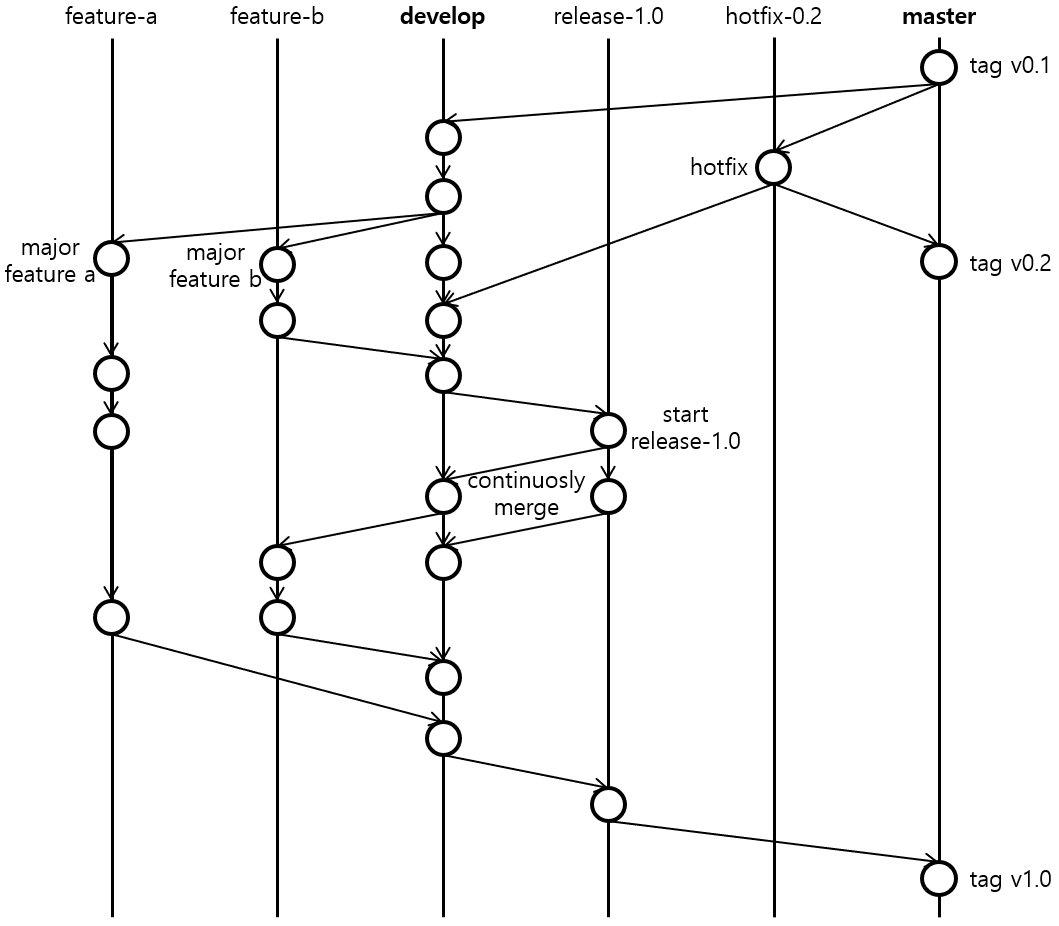 feature-a
feature-b
develop
release-1.0
hotfix-0.2
master
tag v0.1
hotfix
major
feature a
major
feature b
tag v0.2
start
release-1.0
continuosly
merge
tag v1.0